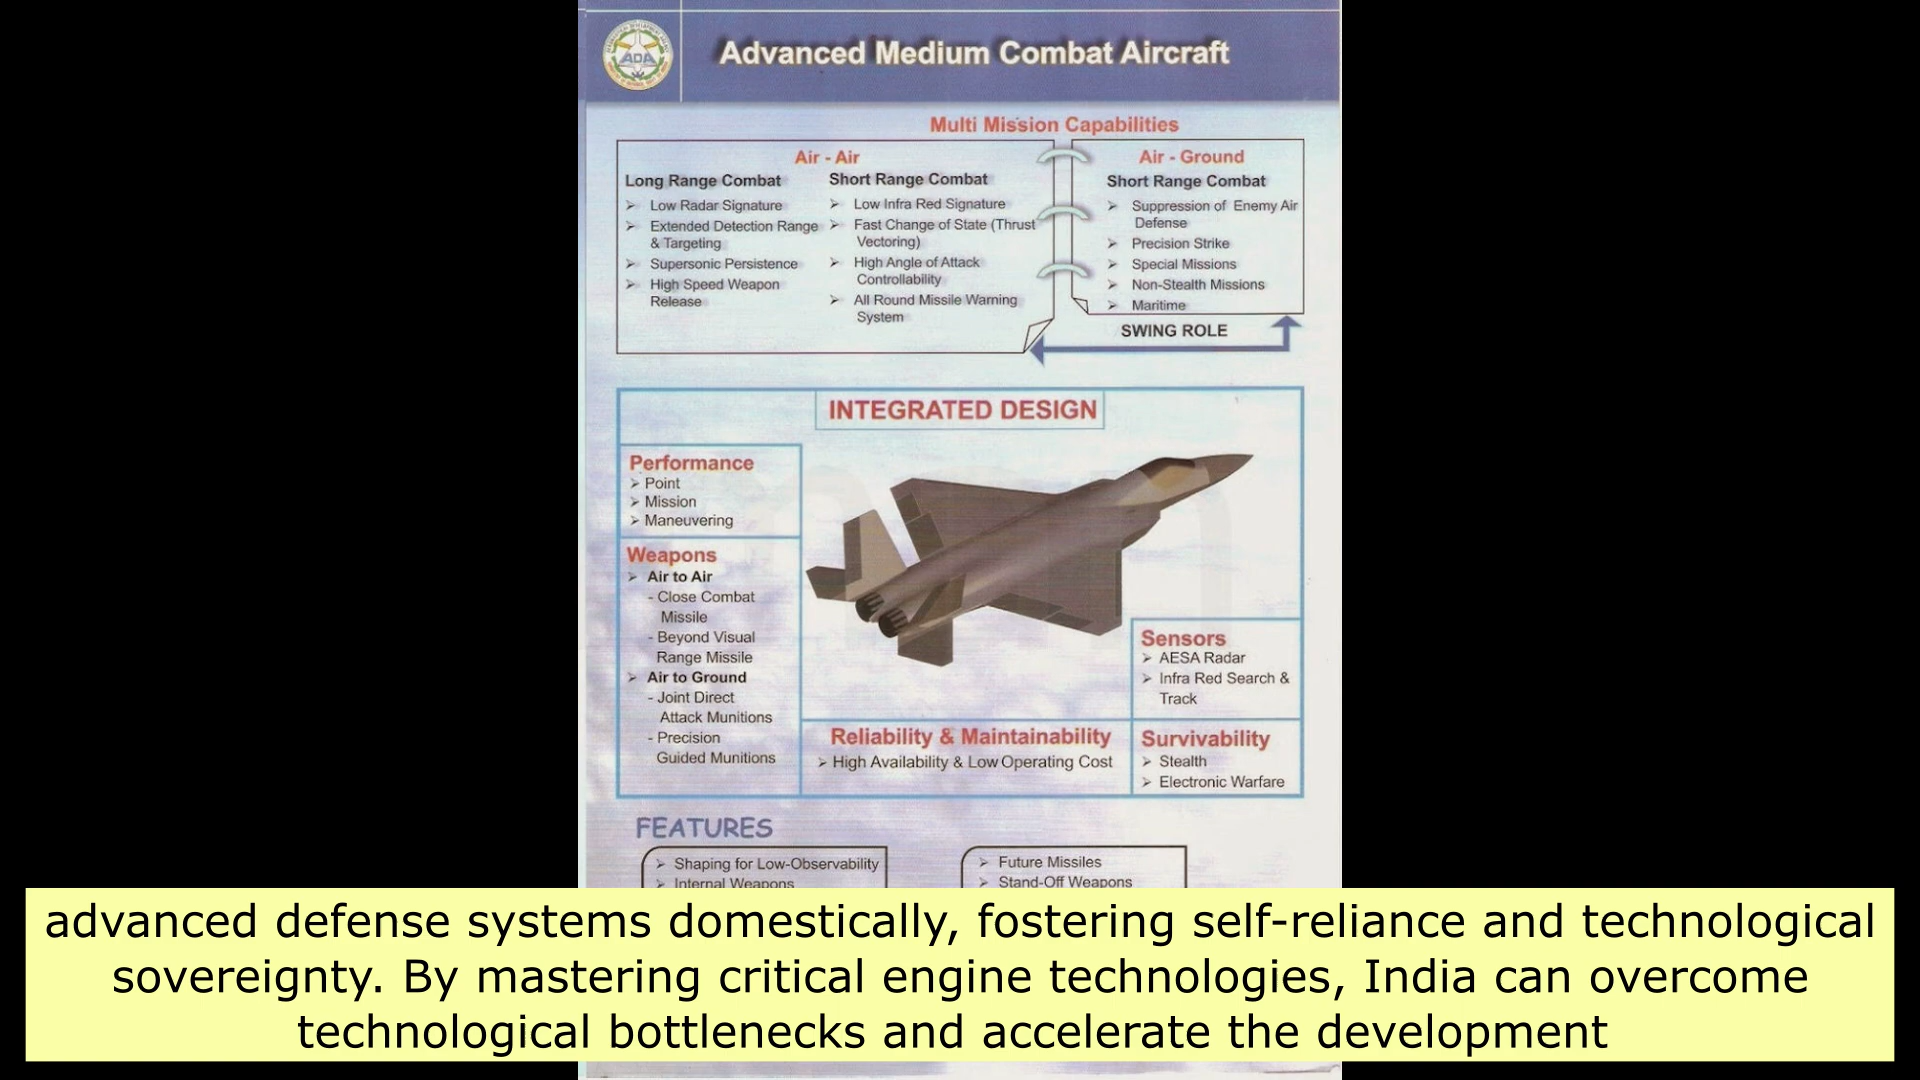 ADA
Advanced Medium Combat Aircraft
Multi Mission Capabilities
Air - Air
Long Range Combat
➢ Low Radar Signature
➢ Extended Detection Range
& Targeting
➢ Supersonic Persistence
➢ High Speed Weapon
Release
Short Range Combat
➢ Low Infra Red Signature
➢ Fast Change of State (Thrust
Vectoring)
➢ High Angle of Attack
Controllability
➢ All Round Missile Warning
System
Air - Ground
Short Range Combat
➢ Suppression of Enemy Air
Defense
➢ Precision Strike
➢ Special Missions
➢ Non-Stealth Missions
➢ Maritime
SWING ROLE
INTEGRATED DESIGN
Performance
➢ Point
➢ Mission
➢ Maneuvering
Weapons
➢ Air to Air
- Close Combat
Missile
- Beyond Visual
Range Missile
➢ Air to Ground
- Joint Direct
Attack Munitions
- Precision
Guided Munitions
Sensors
➢ AESA Radar
➢ Infra Red Search &
Track
Reliability & Maintainability
➢ High Availability & Low Operating Cost
Survivability
➢ Stealth
➢ Electronic Warfare
FEATURES
➢ Shaping for Low-Observability
➢ Internal Weapons
➢ Future Missiles
➢ Stand-Off Weapons
advanced defense systems domestically, fostering self-reliance and technological
sovereignty. By mastering critical engine technologies, India can overcome
technological bottlenecks and accelerate the development